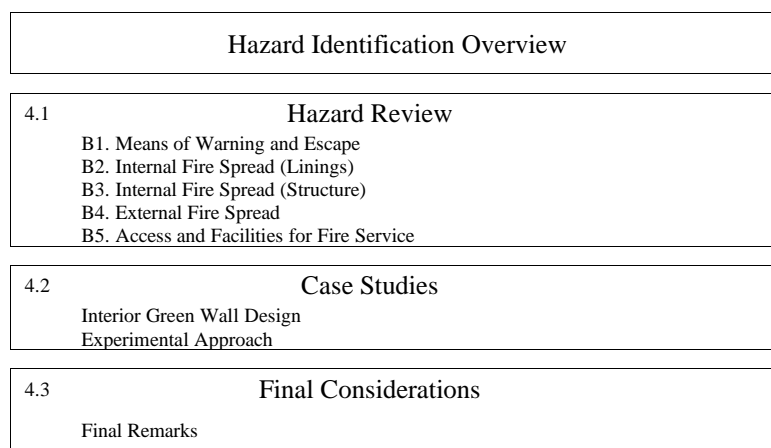 Hazard Identification Overview
4.1 Hazard Review
B1. Means of Warning and Escape
B2. Internal Fire Spread (Linings)
B3. Internal Fire Spread (Structure)
B4. External Fire Spread
B5. Access and Facilities for Fire Service
4.2 Case Studies
Interior Green Wall Design
Experimental Approach
4.3 Final Considerations
Final Remarks